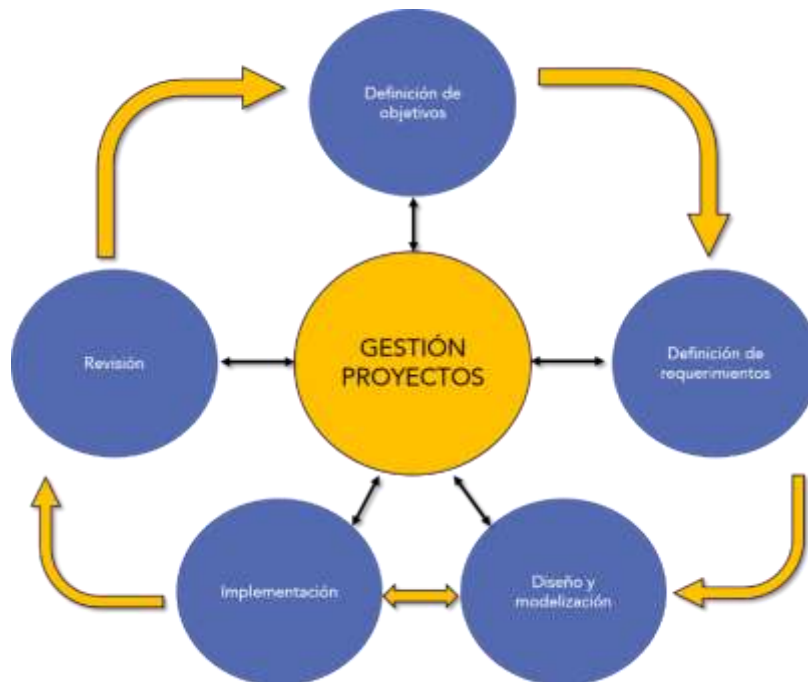 Definición de
objetivos
GESTIÓN
PROYECTOS
Revisión
Definición de
requerimientos
Implementación
Diseño y
modelización